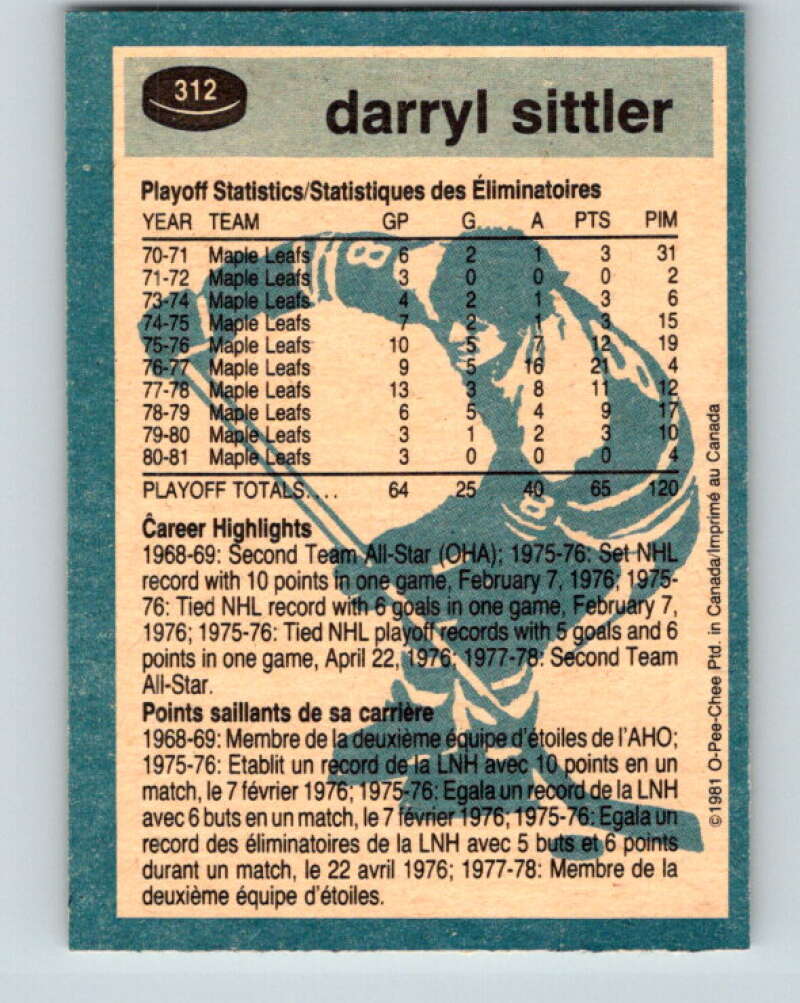 312
darryl sittler
Playoff Statistics/Statistiques des Éliminatoires
YEAR TEAM GP G A PTS PIM
70-71 Maple Leafs 6 2 1 3 31
71-72 Maple Leafs 3 0 0 0 2
73-74 Maple Leafs 4 2 1 3 6
74-75 Maple Leafs 7 2 1 3 15
75-76 Maple Leafs 10 5 7 12 19
76-77 Maple Leafs 9 5 16 21 4
77-78 Maple Leafs 13 3 8 11 12
78-79 Maple Leafs 6 5 4 9 17
79-80 Maple Leafs 3 1 2 3 10
80-81 Maple Leafs 3 0 0 0 4
PLAYOFF TOTALS.... 64 25 40 65 120
Career Highlights
1968-69: Second Team All-Star (OHA); 1975-76: Set NHL
record with 10 points in one game, February 7, 1976; 1975-
76: Tied NHL record with 6 goals in one game, February 7,
1976; 1975-76: Tied NHL playoff records with 5 goals and 6
points in one game, April 22, 1976; 1977-78: Second Team
All-Star.
Points saillants de sa carrière
1968-69: Membre de la deuxième équipe d'étoiles de l'AHO;
1975-76: Etablit un record de la LNH avec 10 points en un
match, le 7 février 1976; 1975-76: Egala un record de la LNH
avec 6 buts en un match, le 7 février 1976; 1975-76: Egala un
record des éliminatoires de la LNH avec 5 buts et 6 points
durant un match, le 22 avril 1976; 1977-78: Membre de la
deuxième équipe d'étoiles.
©1981 O-Pee-Chee Ptd. in Canada/Imprimé au Canada